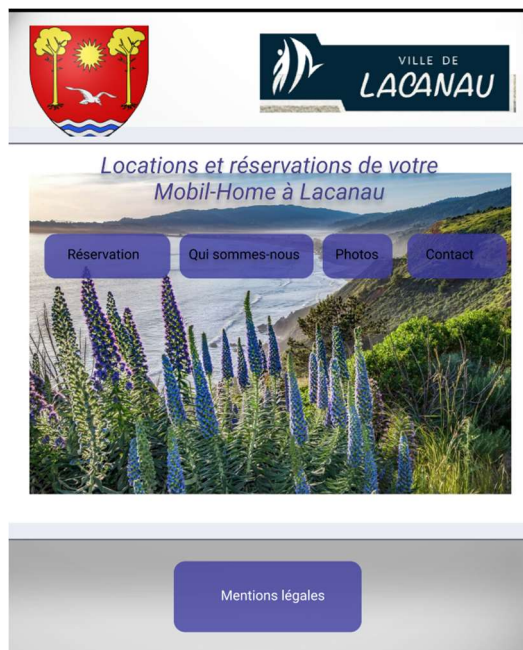 VILLE DE
LACANAU
Locations et réservations de votre
Mobil-Home à Lacanau
Réservation
Qui sommes-nous
Photos
Contact
Mentions légales